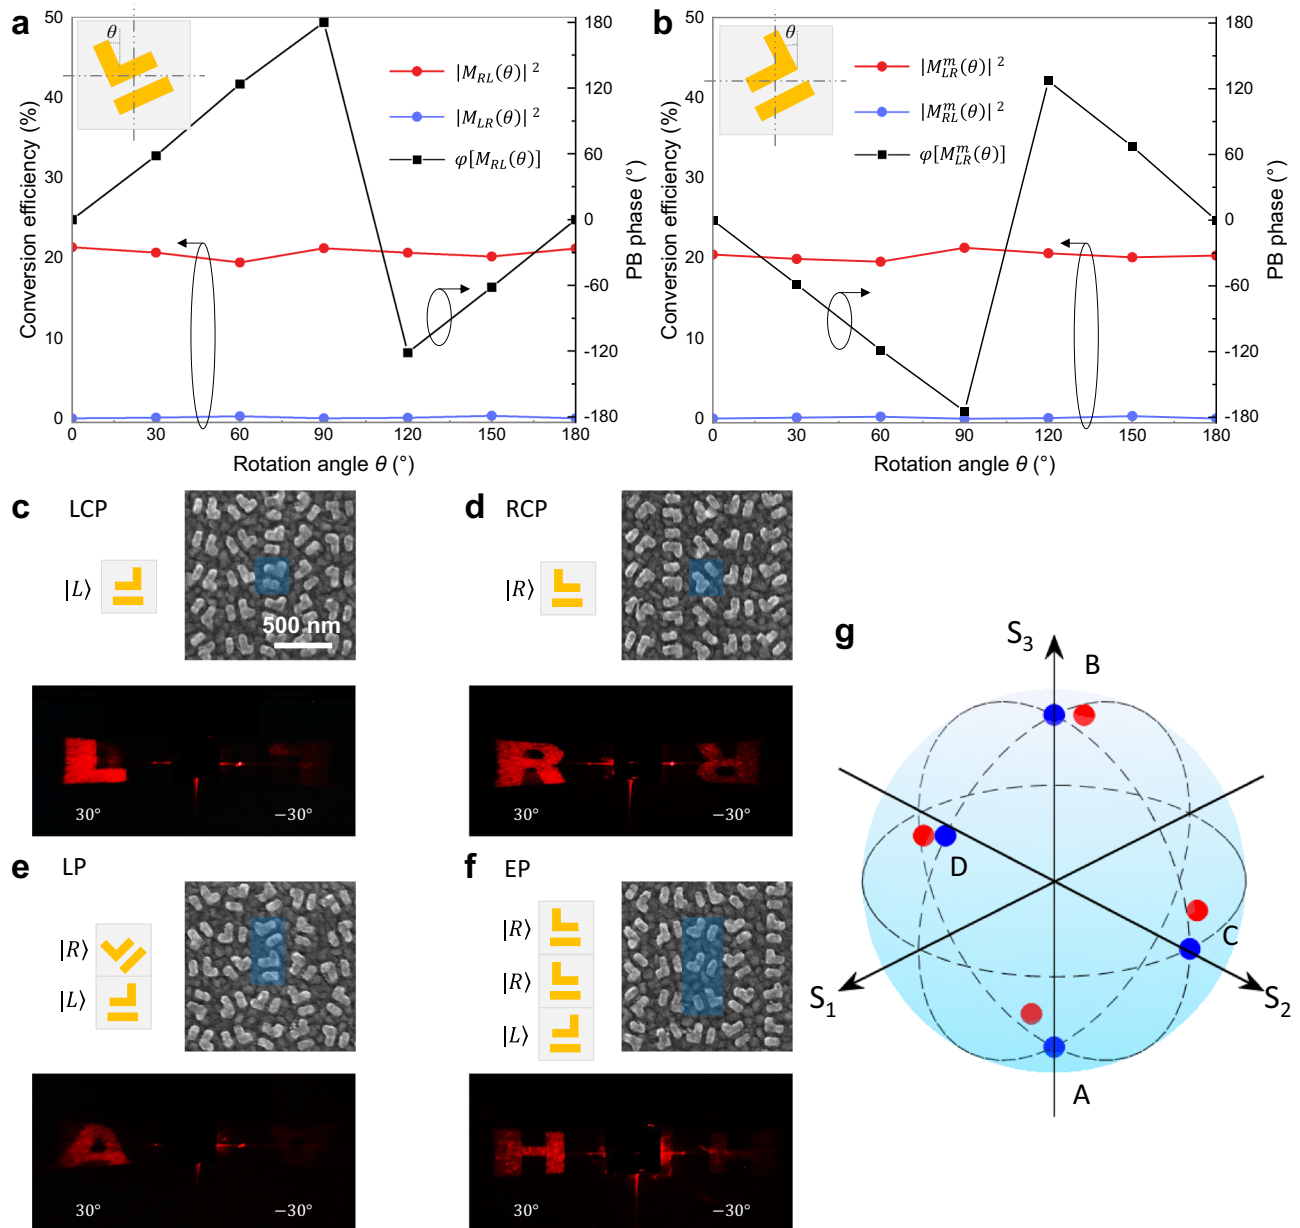 a
50
40
30
20
10
0
Conversion efficiency (%)
θ
|M_RL(θ)|²
|M_LR(θ)|²
φ[M_RL(θ)]
180
120
60
0
-60
-120
-180
PB phase (°)
0 30 60 90 120 150 180
Rotation angle θ (°)
b
50
40
30
20
10
0
Conversion efficiency (%)
θ
|M^m_LR(θ)|²
|M^m_RL(θ)|²
φ[M^m_LR(θ)]
180
120
60
0
-60
-120
-180
PB phase (°)
0 30 60 90 120 150 180
Rotation angle θ (°)
c LCP
|L⟩
500 nm
L
30° −30°
d RCP
|R⟩
R R
30° −30°
e LP
|R⟩
|L⟩
A A
30° −30°
f EP
|R⟩
|R⟩
|L⟩
H H
30° −30°
g
S₃
B
D
C
S₁
S₂
A